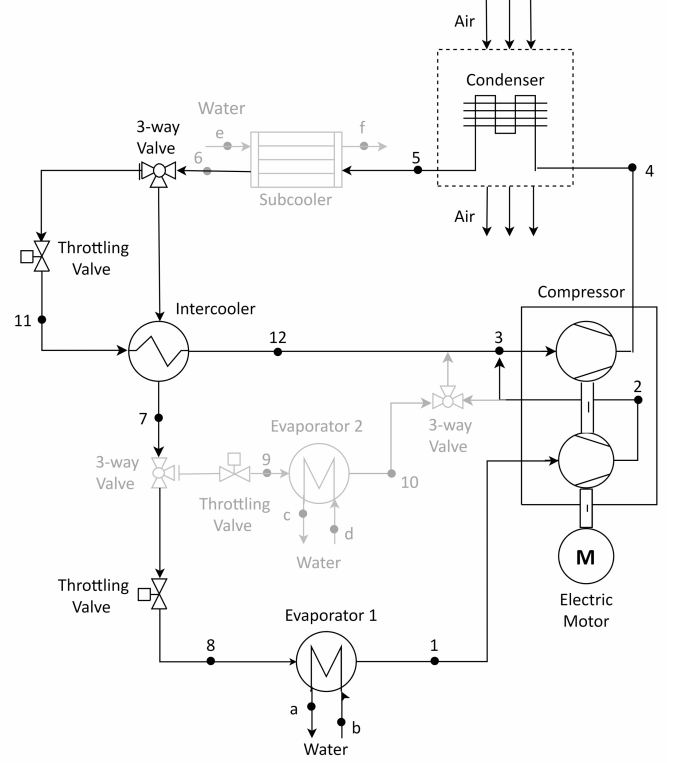 Air
Condenser
Water
e
f
3-way
Valve
6
5
4
Subcooler
Air
Throttling
Valve
Compressor
Intercooler
11
12
3
2
7
Evaporator 2
3-way
Valve
3-way
Valve
9
10
Throttling
Valve
c
d
Water
M
Throttling
Valve
Electric
Motor
Evaporator 1
8
1
a
b
Water